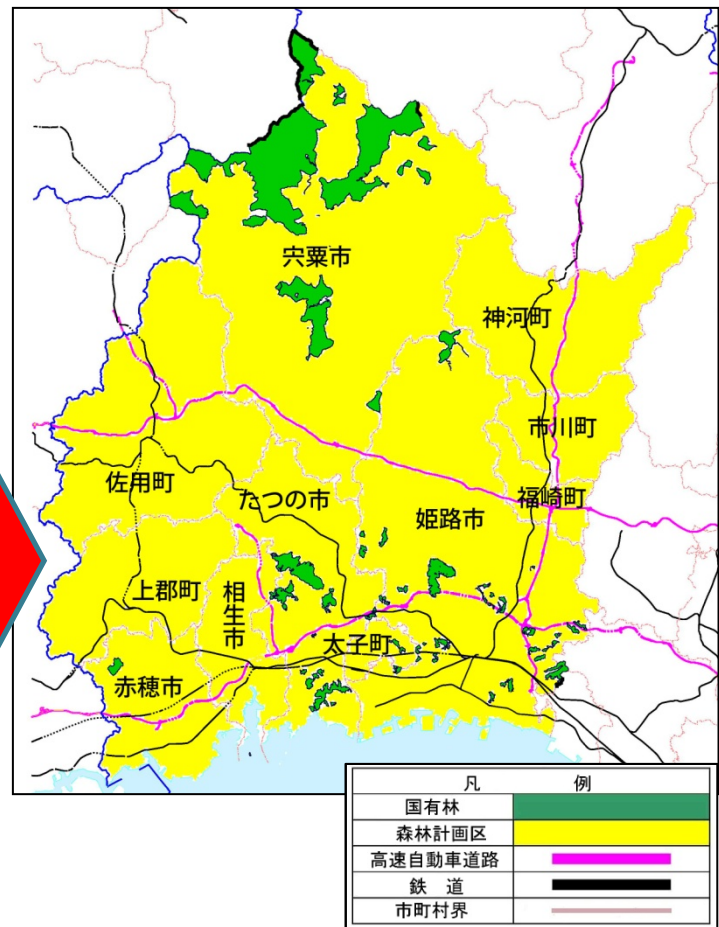 宍粟市
神河町
市川町
佐用町
たつの市
福崎町
姫路市
上郡町
相生市
太子町
赤穂市
凡例
国有林
森林計画区
高速自動車道路
鉄道
市町村界